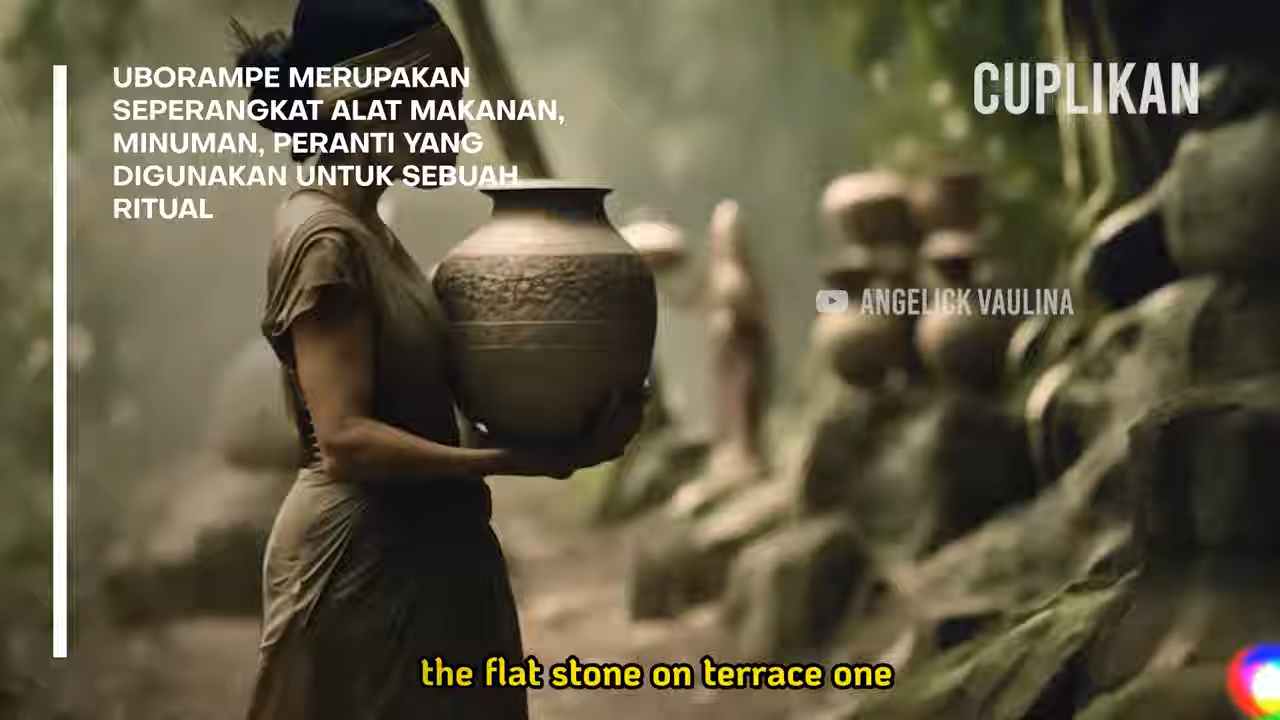 UBORAMPE MERUPAKAN
SEPERANGKAT ALAT MAKANAN,
MINUMAN, PERANTI YANG
DIGUNAKAN UNTUK SEBUAH
RITUAL
CUPLIKAN
ANGELICK VAULINA
the flat stone on terrace one